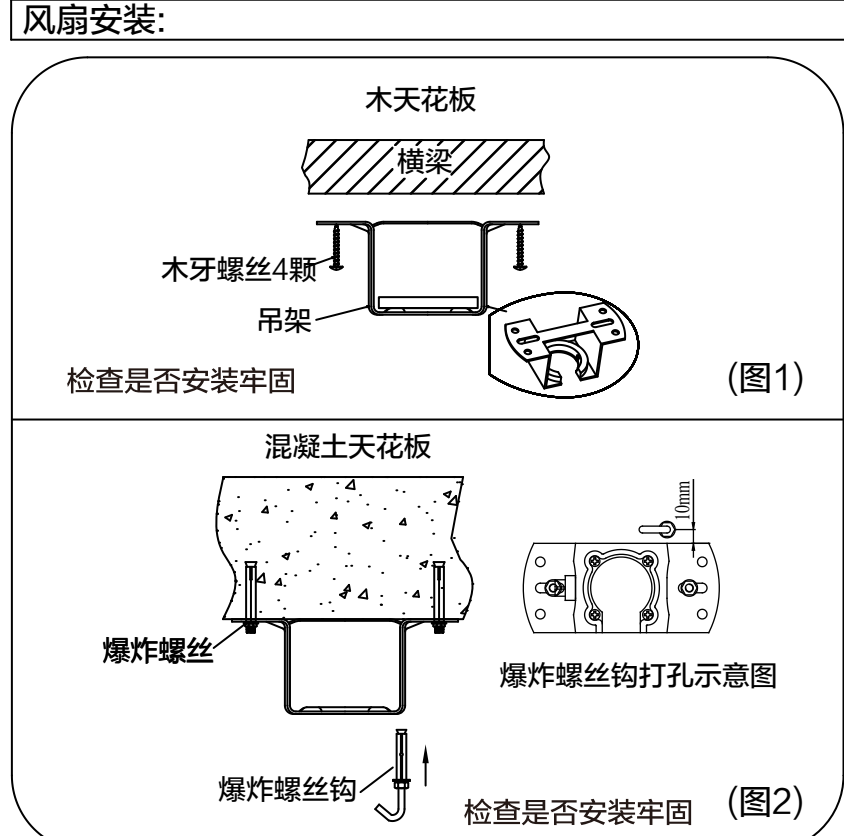 风扇安装:
木天花板
横梁
木牙螺丝4颗
吊架
检查是否安装牢固
(图1)
混凝土天花板
10mm
爆炸螺丝
爆炸螺丝钩打孔示意图
爆炸螺丝钩
检查是否安装牢固
(图2)